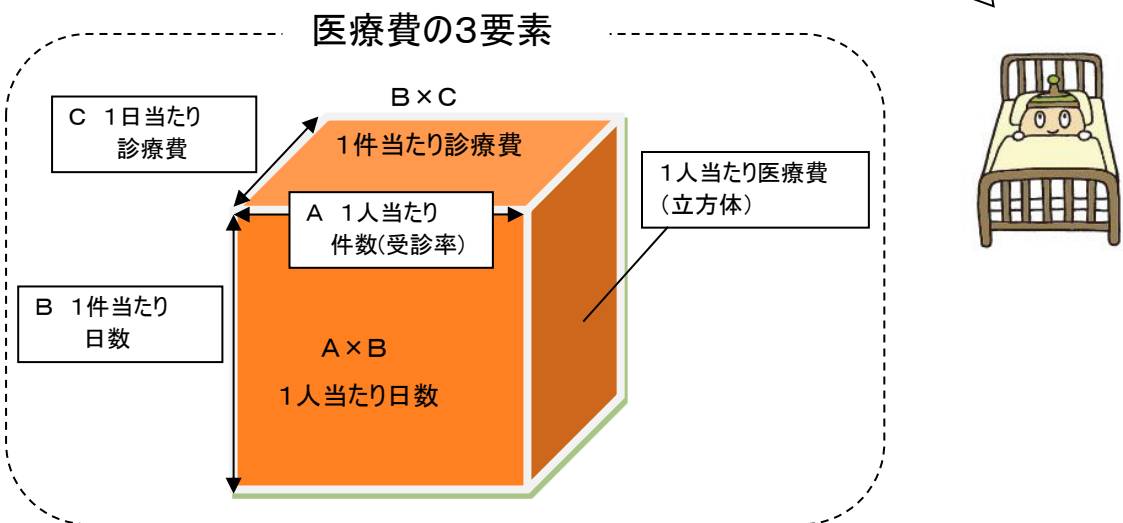 医療費の3要素
C 1日当たり
診療費
B×C
1件当たり診療費
A 1人当たり
件数(受診率)
1人当たり医療費
(立方体)
B 1件当たり
日数
A×B
1人当たり日数